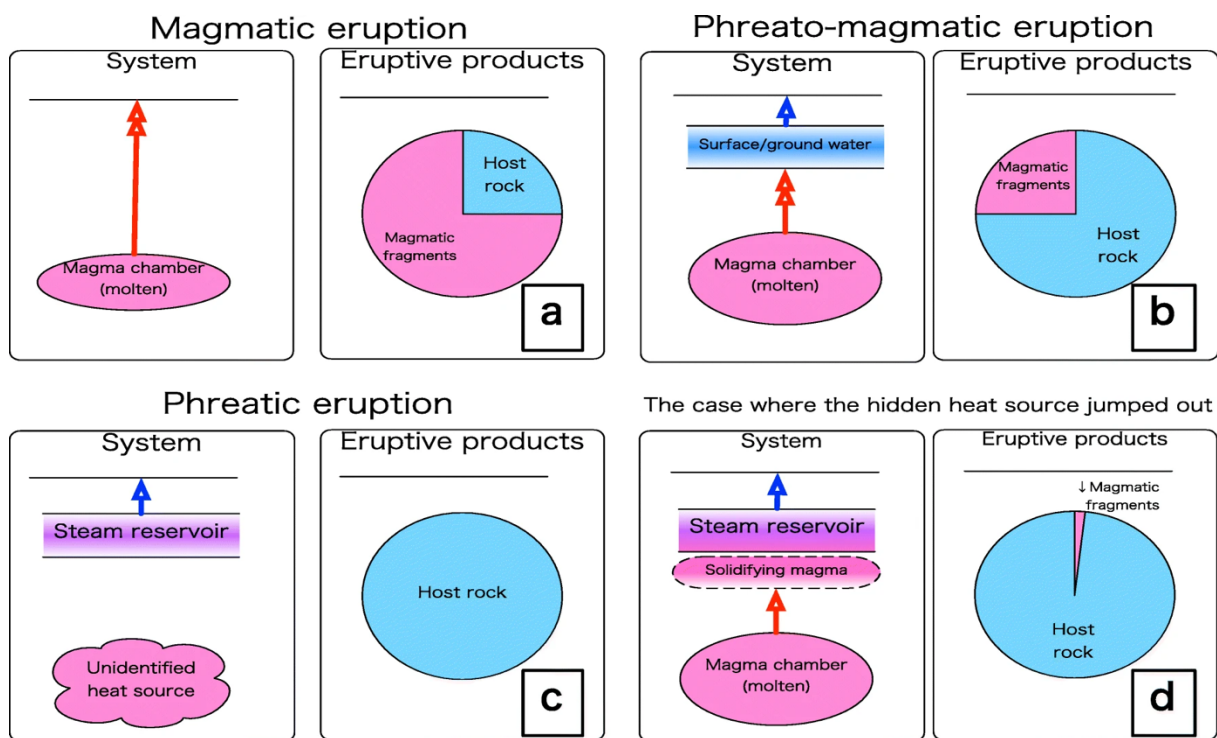 Magmatic eruption
System
Magma chamber
(molten)
Eruptive products
Host
rock
Magmatic
fragments
a
Phreato-magmatic eruption
System
Surface/ground water
Magma chamber
(molten)
Eruptive products
Magmatic
fragments
Host
rock
b
Phreatic eruption
System
Steam reservoir
Unidentified
heat source
Eruptive products
Host rock
c
The case where the hidden heat source jumped out
System
Steam reservoir
Solidifying magma
Magma chamber
(molten)
Eruptive products
↓Magmatic
fragments
Host
rock
d